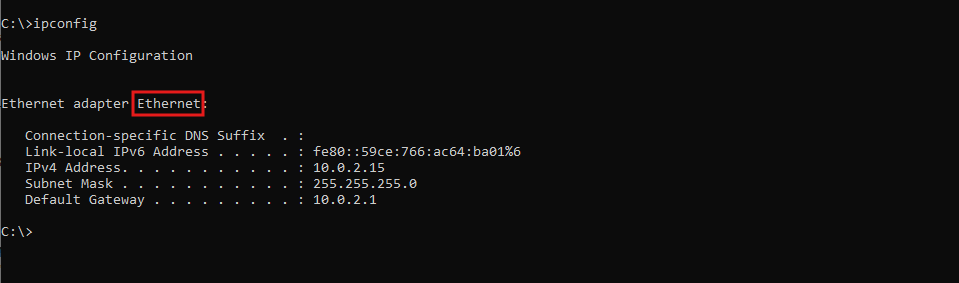 C:\>ipconfig
Windows IP Configuration
Ethernet adapter Ethernet:
Connection-specific DNS Suffix  . :
Link-local IPv6 Address . . . . . : fe80::59ce:766:ac64:ba01%6
IPv4 Address. . . . . . . . . . . : 10.0.2.15
Subnet Mask . . . . . . . . . . . : 255.255.255.0
Default Gateway . . . . . . . . . : 10.0.2.1
C:\>